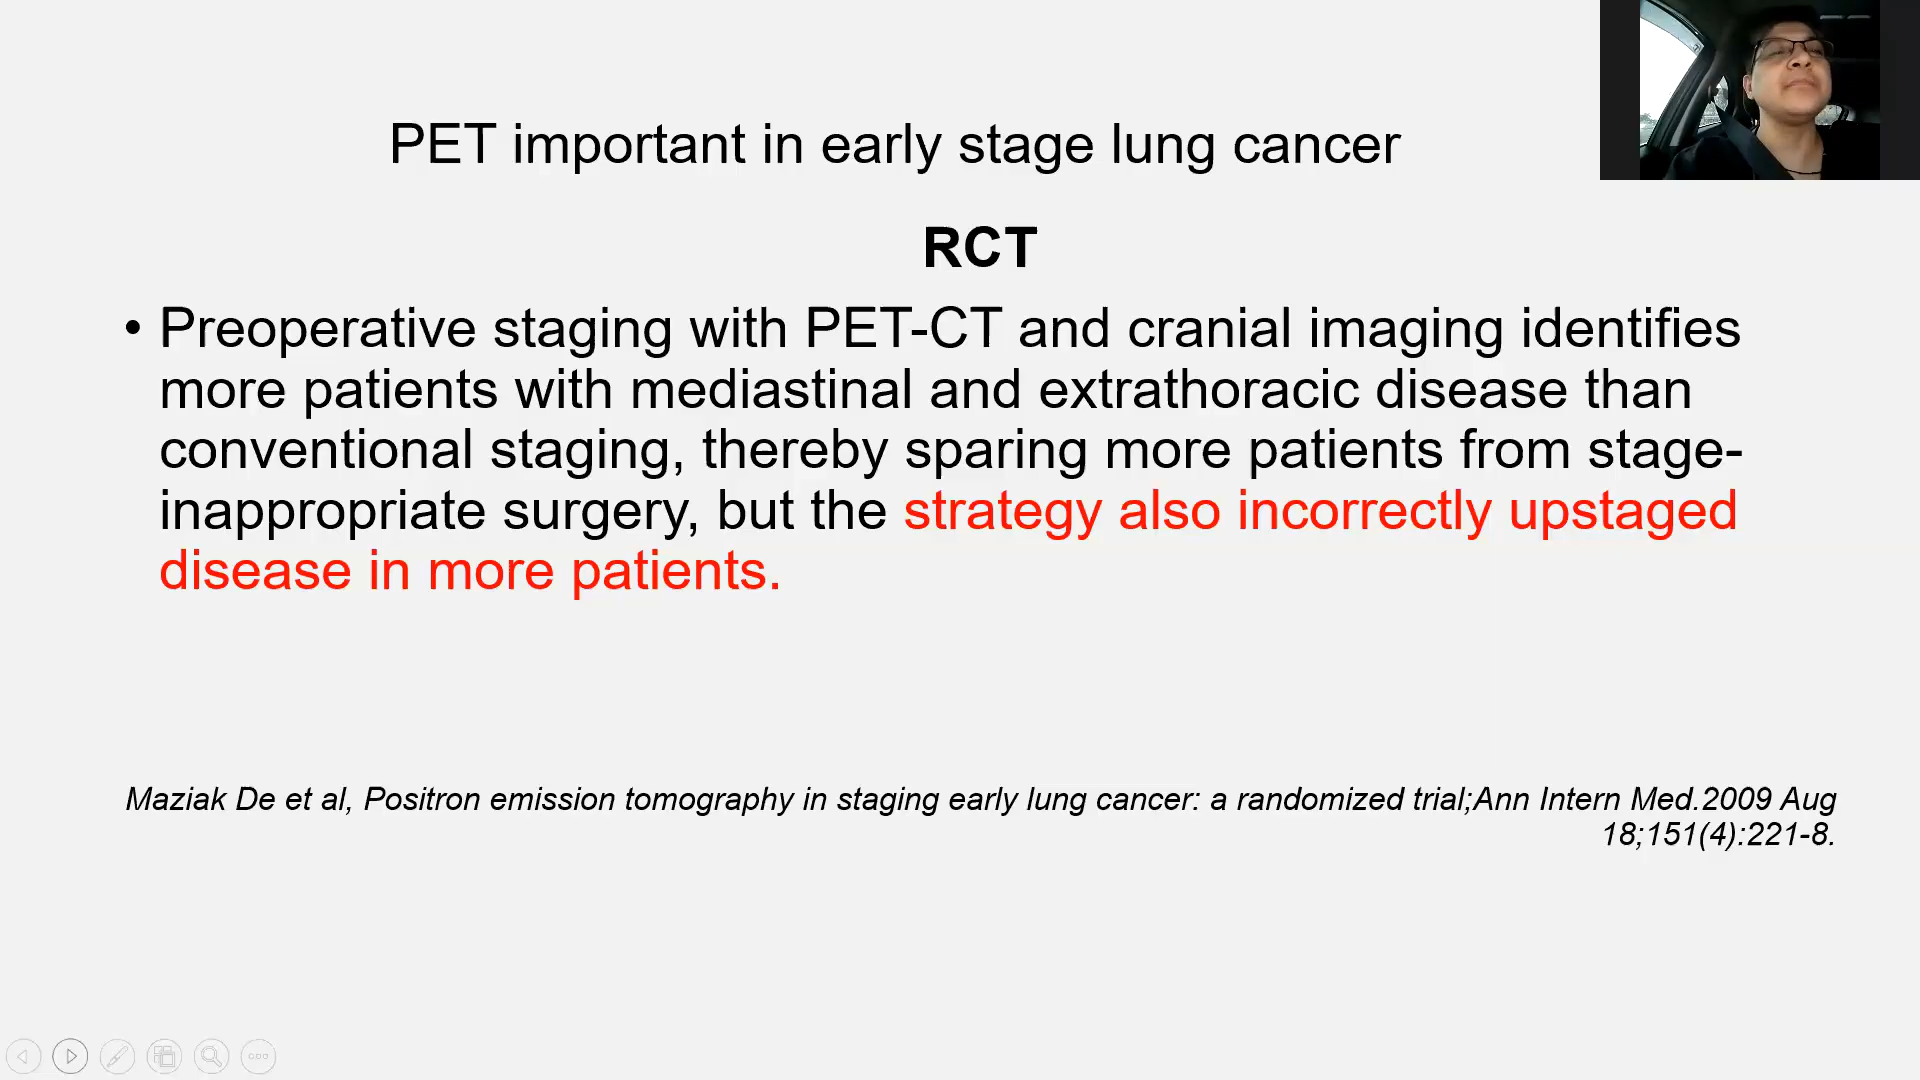 PET important in early stage lung cancer
RCT
• Preoperative staging with PET-CT and cranial imaging identifies
more patients with mediastinal and extrathoracic disease than
conventional staging, thereby sparing more patients from stage-
inappropriate surgery, but the strategy also incorrectly upstaged
disease in more patients.
Maziak De et al, Positron emission tomography in staging early lung cancer: a randomized trial;Ann Intern Med.2009 Aug
18;151(4):221-8.